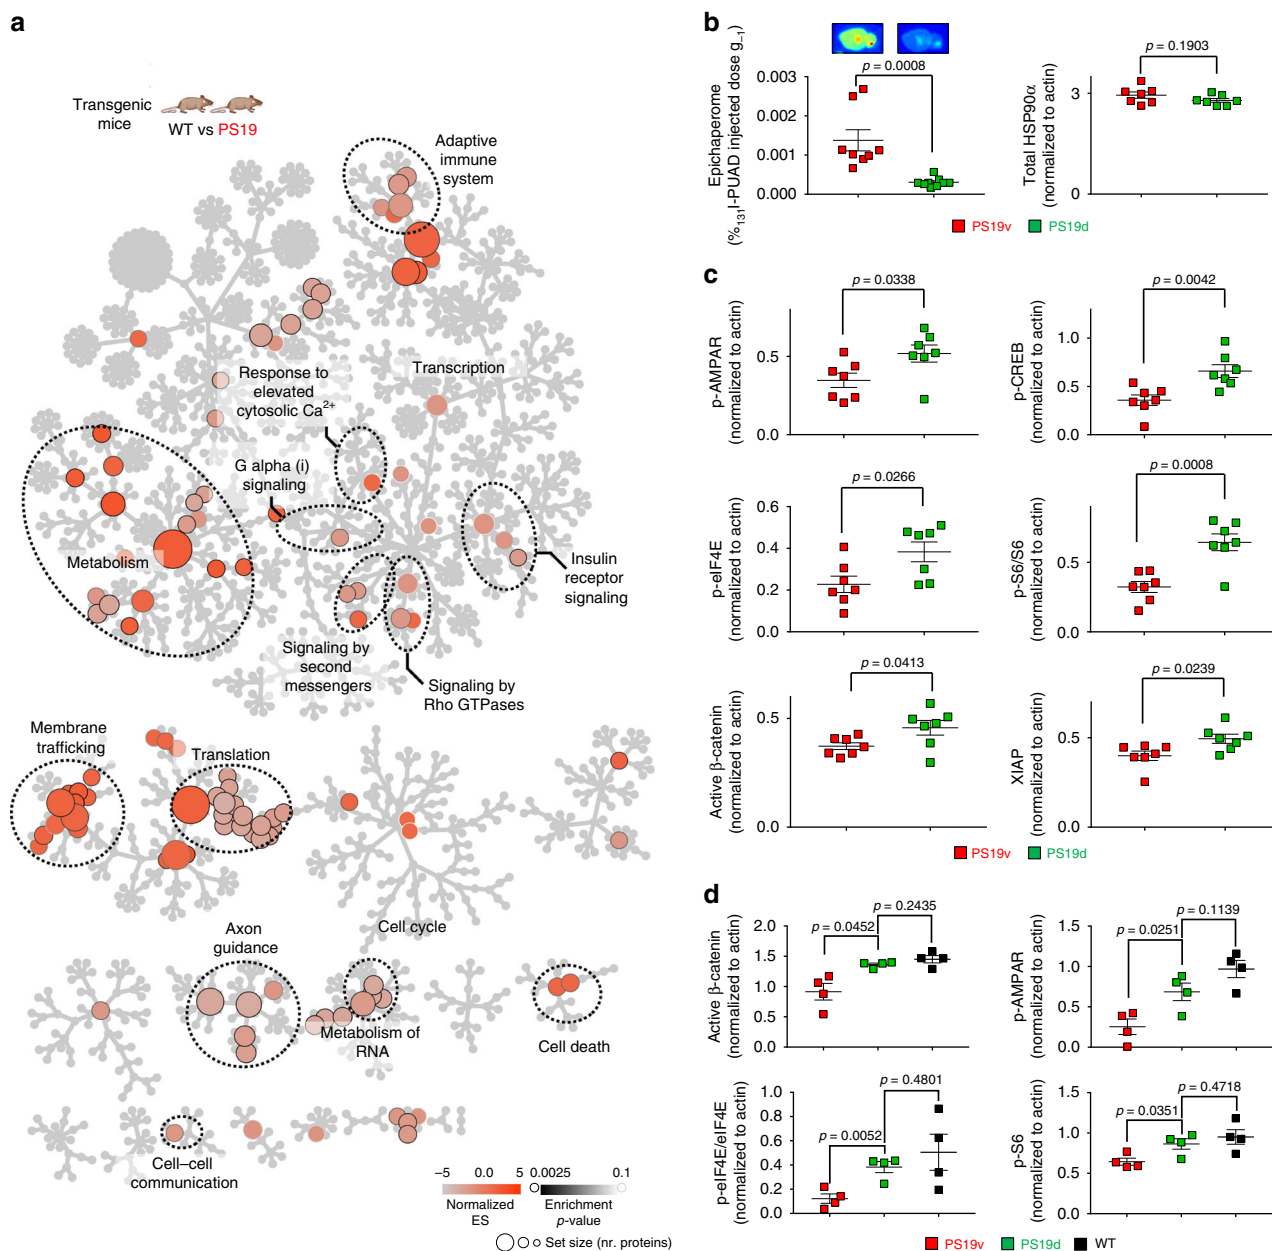 a
Transgenic
mice
WT vs PS19
Adaptive
immune
system
Response to
elevated
cytosolic Ca2+
Transcription
G alpha (i)
signaling
Metabolism
Insulin
receptor
signaling
Signaling by
second
messengers
Signaling by
Rho GTPases
Membrane
trafficking
Translation
Axon
guidance
Cell cycle
Metabolism of
RNA
Cell death
Cell–cell
communication
−5 0.0 5 0.0025 0.1
Normalized
ES
Enrichment
p-value
Set size (nr. proteins)
b
Epichaperome
(%131I-PUAD injected dose g−1)
0.003
0.002
0.001
0.000
p = 0.0008
Total HSP90α
(normalized to actin)
3
0
p = 0.1903
PS19v PS19d
c
p-AMPAR
(normalized to actin)
0.5
0.0
p = 0.0338
p-CREB
(normalized to actin)
1.0
0.5
0.0
p = 0.0042
p-eIF4E
(normalized to actin)
0.6
0.4
0.2
0.0
p = 0.0266
p-S6/S6
(normalized to actin)
0.5
0.0
p = 0.0008
Active β-catenin
(normalized to actin)
0.5
0.0
p = 0.0413
XIAP
(normalized to actin)
0.5
0.0
p = 0.0239
PS19v PS19d
d
Active β-catenin
(normalized to actin)
2.0
1.5
1.0
0.5
0.0
p = 0.2435
p = 0.0452
p-AMPAR
(normalized to actin)
1.5
1.0
0.5
0.0
p = 0.1139
p = 0.0251
p-eIF4E/eIF4E
(normalized to actin)
1.0
0.8
0.6
0.4
0.2
0.0
p = 0.4801
p = 0.0052
p-S6
(normalized to actin)
1.5
1.0
0.5
0.0
p = 0.4718
p = 0.0351
PS19v PS19d WT